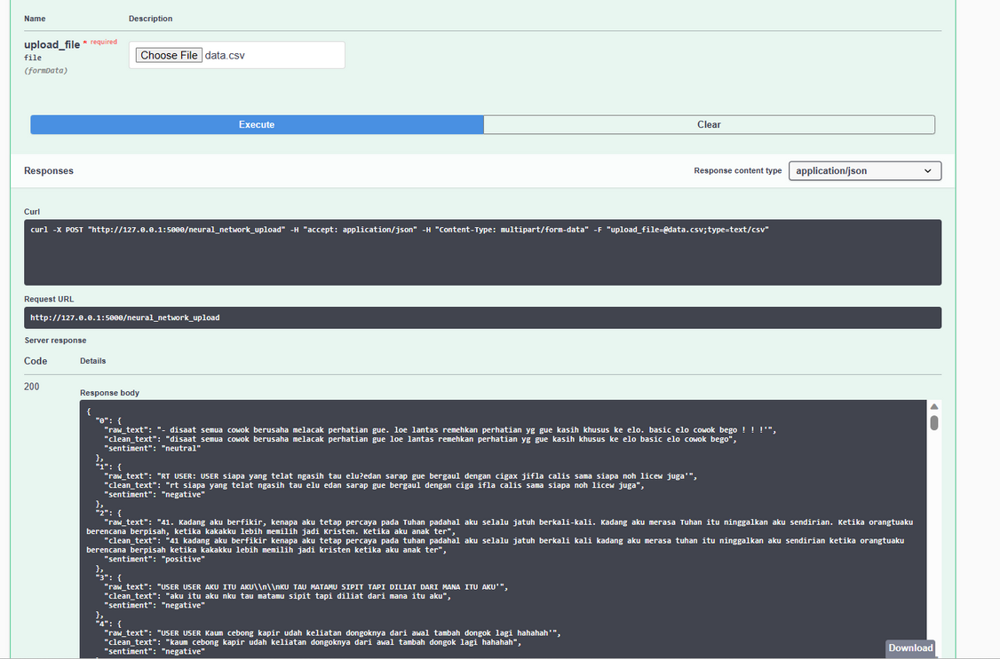 Name Description
upload_file * required
file
(formData)
Choose File data.csv
Execute Clear
Responses Response content type application/json
Curl
curl -X POST "http://127.0.0.1:5000/neural_network_upload" -H "accept: application/json" -H "Content-Type: multipart/form-data" -F "upload_file=@data.csv;type=text/csv"
Request URL
http://127.0.0.1:5000/neural_network_upload
Server response
Code Details
200
Response body
{
"0": {
"raw_text": "- disaat semua cowok berusaha melacak perhatian gue. loe lantas remehkan perhatian yg gue kasih khusus ke elo. basic elo cowok bego ! ! !'",
"clean_text": "disaat semua cowok berusaha melacak perhatian gue loe lantas remehkan perhatian yg gue kasih khusus ke elo basic elo cowok bego",
"sentiment": "neutral"
},
"1": {
"raw_text": "RT USER: USER siapa yang telat ngasih tau elu?edan sarap gue bergaul dengan cigax jifla calis sama siapa noh licew juga'",
"clean_text": "rt siapa yang telat ngasih tau elu edan sarap gue bergaul dengan ciga ifla calis sama siapa noh licew juga",
"sentiment": "negative"
},
"2": {
"raw_text": "41. Kadang aku berfikir, kenapa aku tetap percaya pada Tuhan padahal aku selalu jatuh berkali-kali. Kadang aku merasa Tuhan itu ninggalkan aku sendirian. Ketika orangtuaku
berencana berpisah, ketika kakakku lebih memilih jadi Kristen. Ketika aku anak ter",
"clean_text": "41 kadang aku berfikir kenapa aku tetap percaya pada tuhan padahal aku selalu jatuh berkali kali kadang aku merasa tuhan itu ninggalkan aku sendirian ketika orangtuaku
berencana berpisah ketika kakakku lebih memilih jadi kristen ketika aku anak ter",
"sentiment": "positive"
},
"3": {
"raw_text": "USER USER AKU ITU AKU\\n\\nKU TAU MATAMU SIPIT TAPI DILIAT DARI MANA ITU AKU'",
"clean_text": "aku itu aku nku tau matamu sipit tapi diliat dari mana itu aku",
"sentiment": "negative"
},
"4": {
"raw_text": "USER USER Kaum cebong kapir udah keliatan dongoknya dari awal tambah dongok lagi hahahah'",
"clean_text": "kaum cebong kapir udah keliatan dongoknya dari awal tambah dongok lagi hahahah",
"sentiment": "negative"
Download